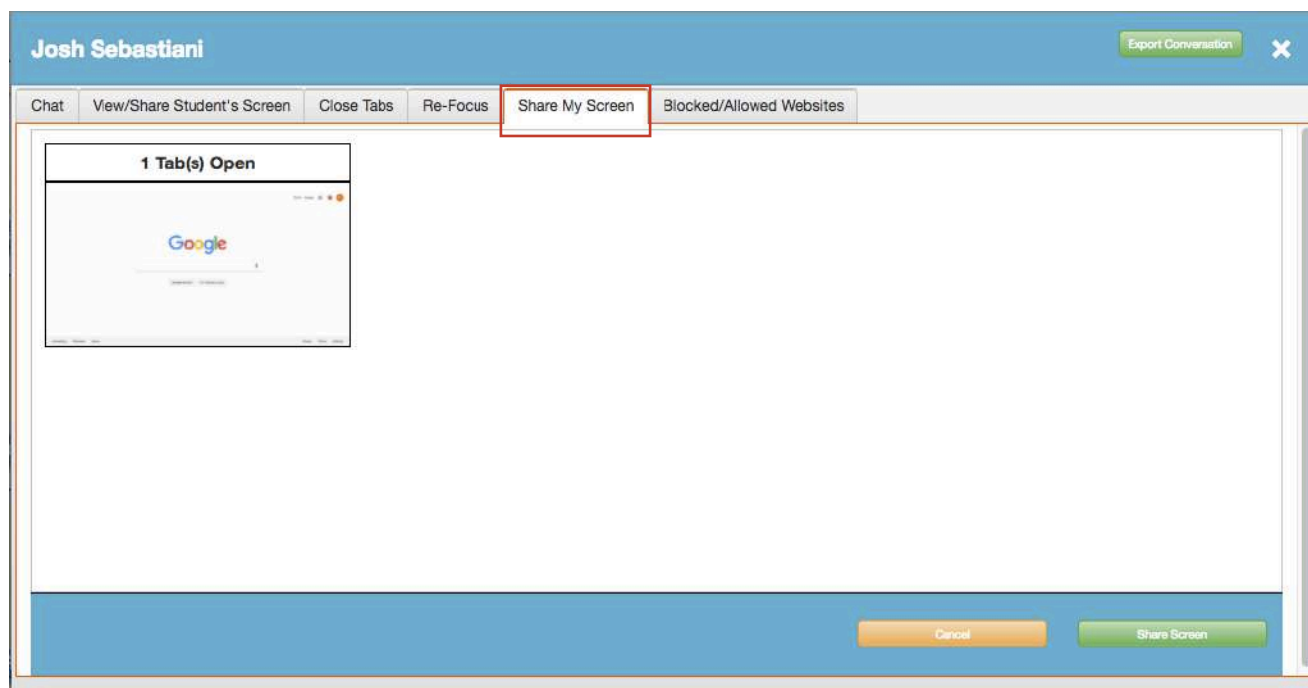 Josh Sebastiani
Export Conversation
Chat
View/Share Student's Screen
Close Tabs
Re-Focus
Share My Screen
Blocked/Allowed Websites
1 Tab(s) Open
Google
Cancel
Share Screen